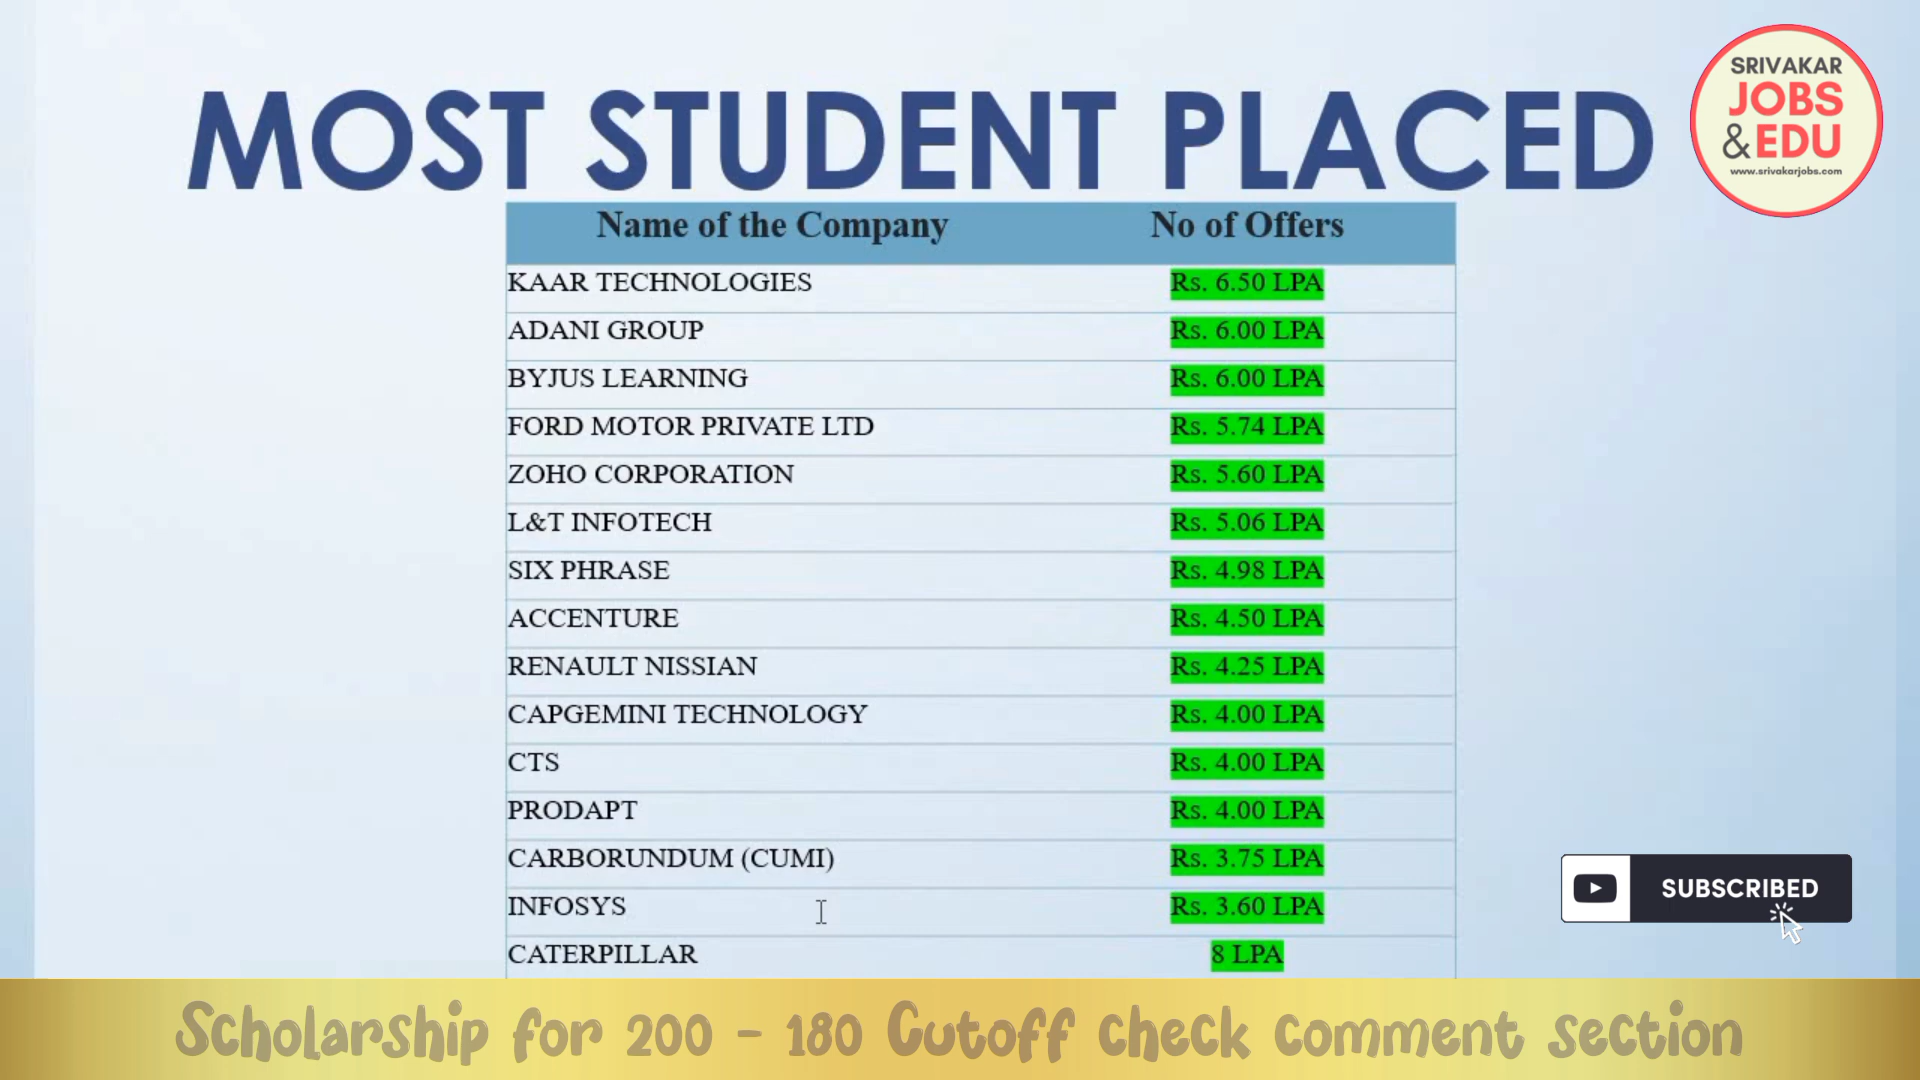 MOST STUDENT PLACED
SRIVAKAR
JOBS
& EDU
www.srivakarjobs.com
Name of the Company No of Offers
KAAR TECHNOLOGIES Rs. 6.50 LPA
ADANI GROUP Rs. 6.00 LPA
BYJUS LEARNING Rs. 6.00 LPA
FORD MOTOR PRIVATE LTD Rs. 5.74 LPA
ZOHO CORPORATION Rs. 5.60 LPA
L&T INFOTECH Rs. 5.06 LPA
SIX PHRASE Rs. 4.98 LPA
ACCENTURE Rs. 4.50 LPA
RENAULT NISSIAN Rs. 4.25 LPA
CAPGEMINI TECHNOLOGY Rs. 4.00 LPA
CTS Rs. 4.00 LPA
PRODAPT Rs. 4.00 LPA
CARBORUNDUM (CUMI) Rs. 3.75 LPA
INFOSYS Rs. 3.60 LPA
CATERPILLAR 8 LPA
SUBSCRIBED
Scholarship for 200 - 180 Cutoff check comment section